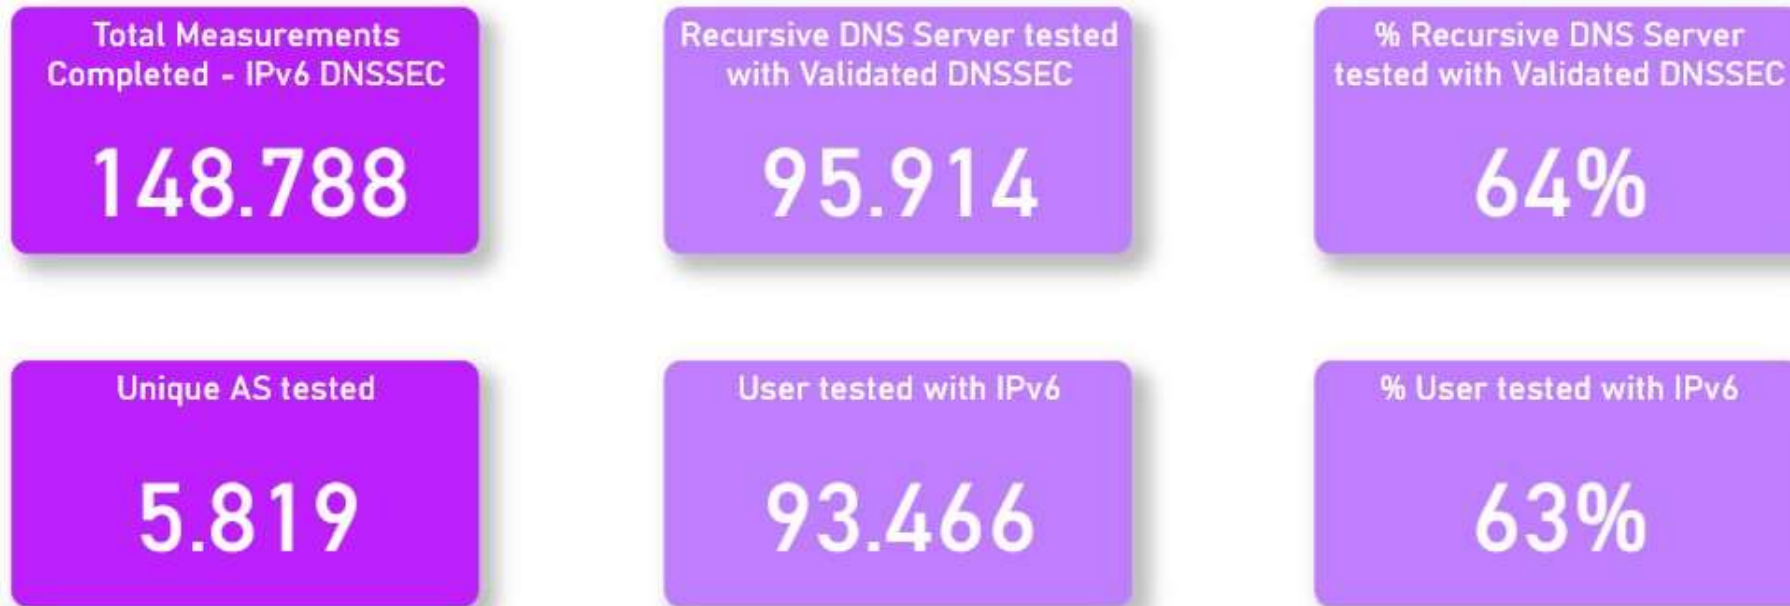 Total Measurements
Completed - IPv6 DNSSEC
148.788
Recursive DNS Server tested
with Validated DNSSEC
95.914
% Recursive DNS Server
tested with Validated DNSSEC
64%
Unique AS tested
5.819
User tested with IPv6
93.466
% User tested with IPv6
63%